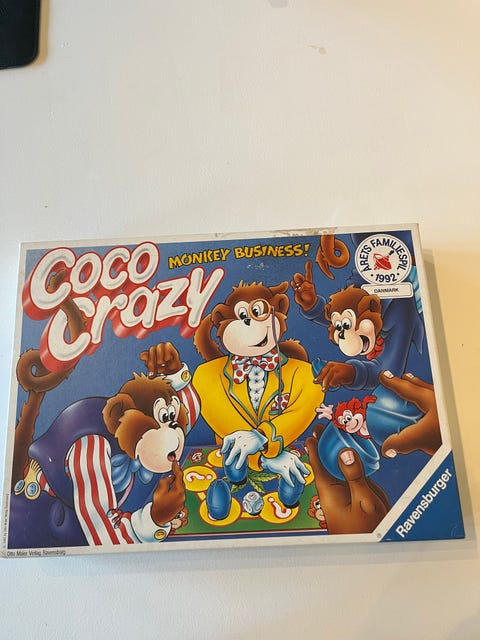 Coco
Crazy
MONKEY BUSINESS!
ÅRETS FAMILIESPIL
• 1992 •
DANMARK
?
?
Ravensburger
Otto Maier Verlag Ravensburg